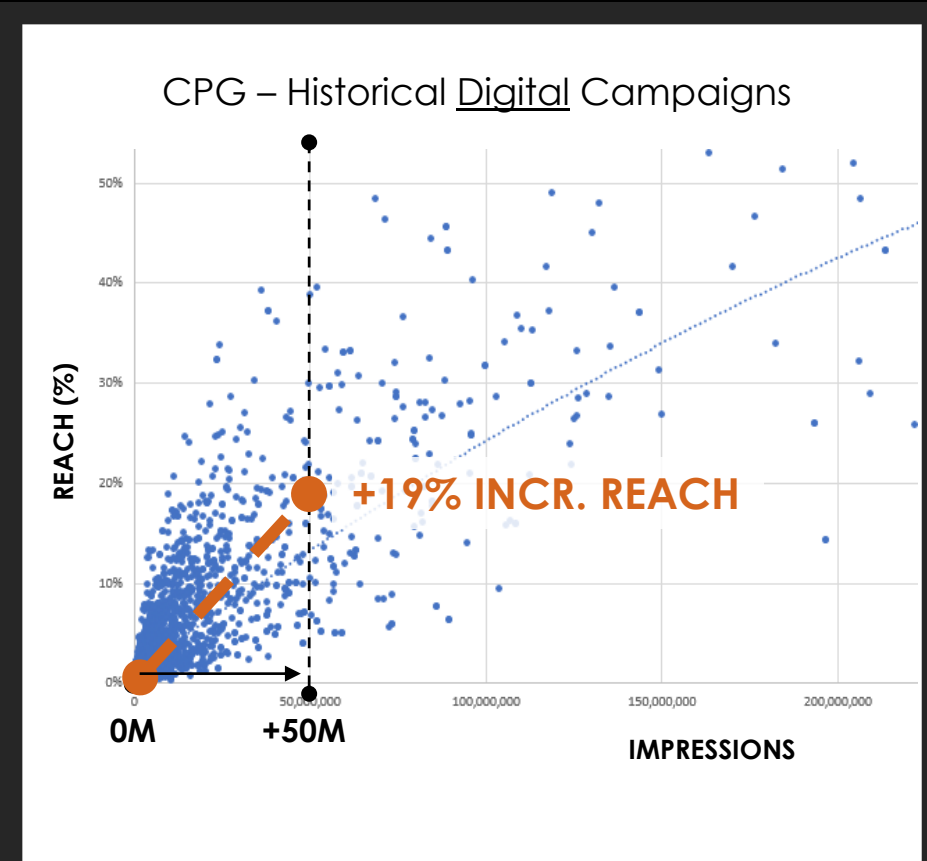 CPG – Historical Digital Campaigns
50%
40%
30%
20%
10%
0%
REACH (%)
+19% INCR. REACH
0
50,000,000
100,000,000
150,000,000
200,000,000
0M
+50M
IMPRESSIONS